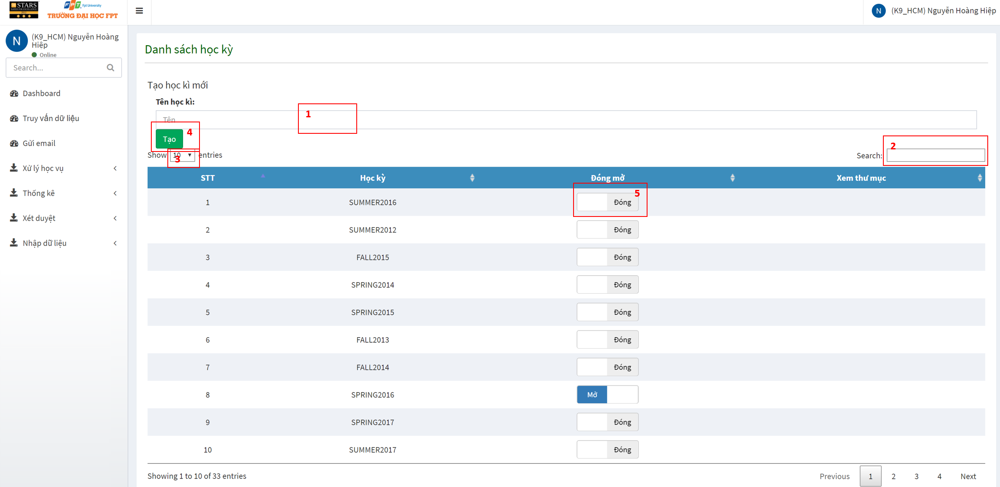 STARS
RATED FOR EXCELLENCE
2012
FPT. Fpt University
TRƯỜNG ĐẠI HỌC FPT
N (K9_HCM) Nguyễn Hoàng Hiệp
N (K9_HCM) Nguyễn Hoàng
Hiệp
Online
Search...
Dashboard
Truy vấn dữ liệu
Gửi email
Xử lý học vụ
Thống kê
Xét duyệt
Nhập dữ liệu
Danh sách học kỳ
Tạo học kì mới
Tên học kì:
Tên
1
Tạo 4
Show 10 entries
3
Search:
2
STT Học kỳ Đóng mở Xem thư mục
1 SUMMER2016 Đóng
5
2 SUMMER2012 Đóng
3 FALL2015 Đóng
4 SPRING2014 Đóng
5 SPRING2015 Đóng
6 FALL2013 Đóng
7 FALL2014 Đóng
8 SPRING2016 Mở
9 SPRING2017 Đóng
10 SUMMER2017 Đóng
Showing 1 to 10 of 33 entries
Previous 1 2 3 4 Next